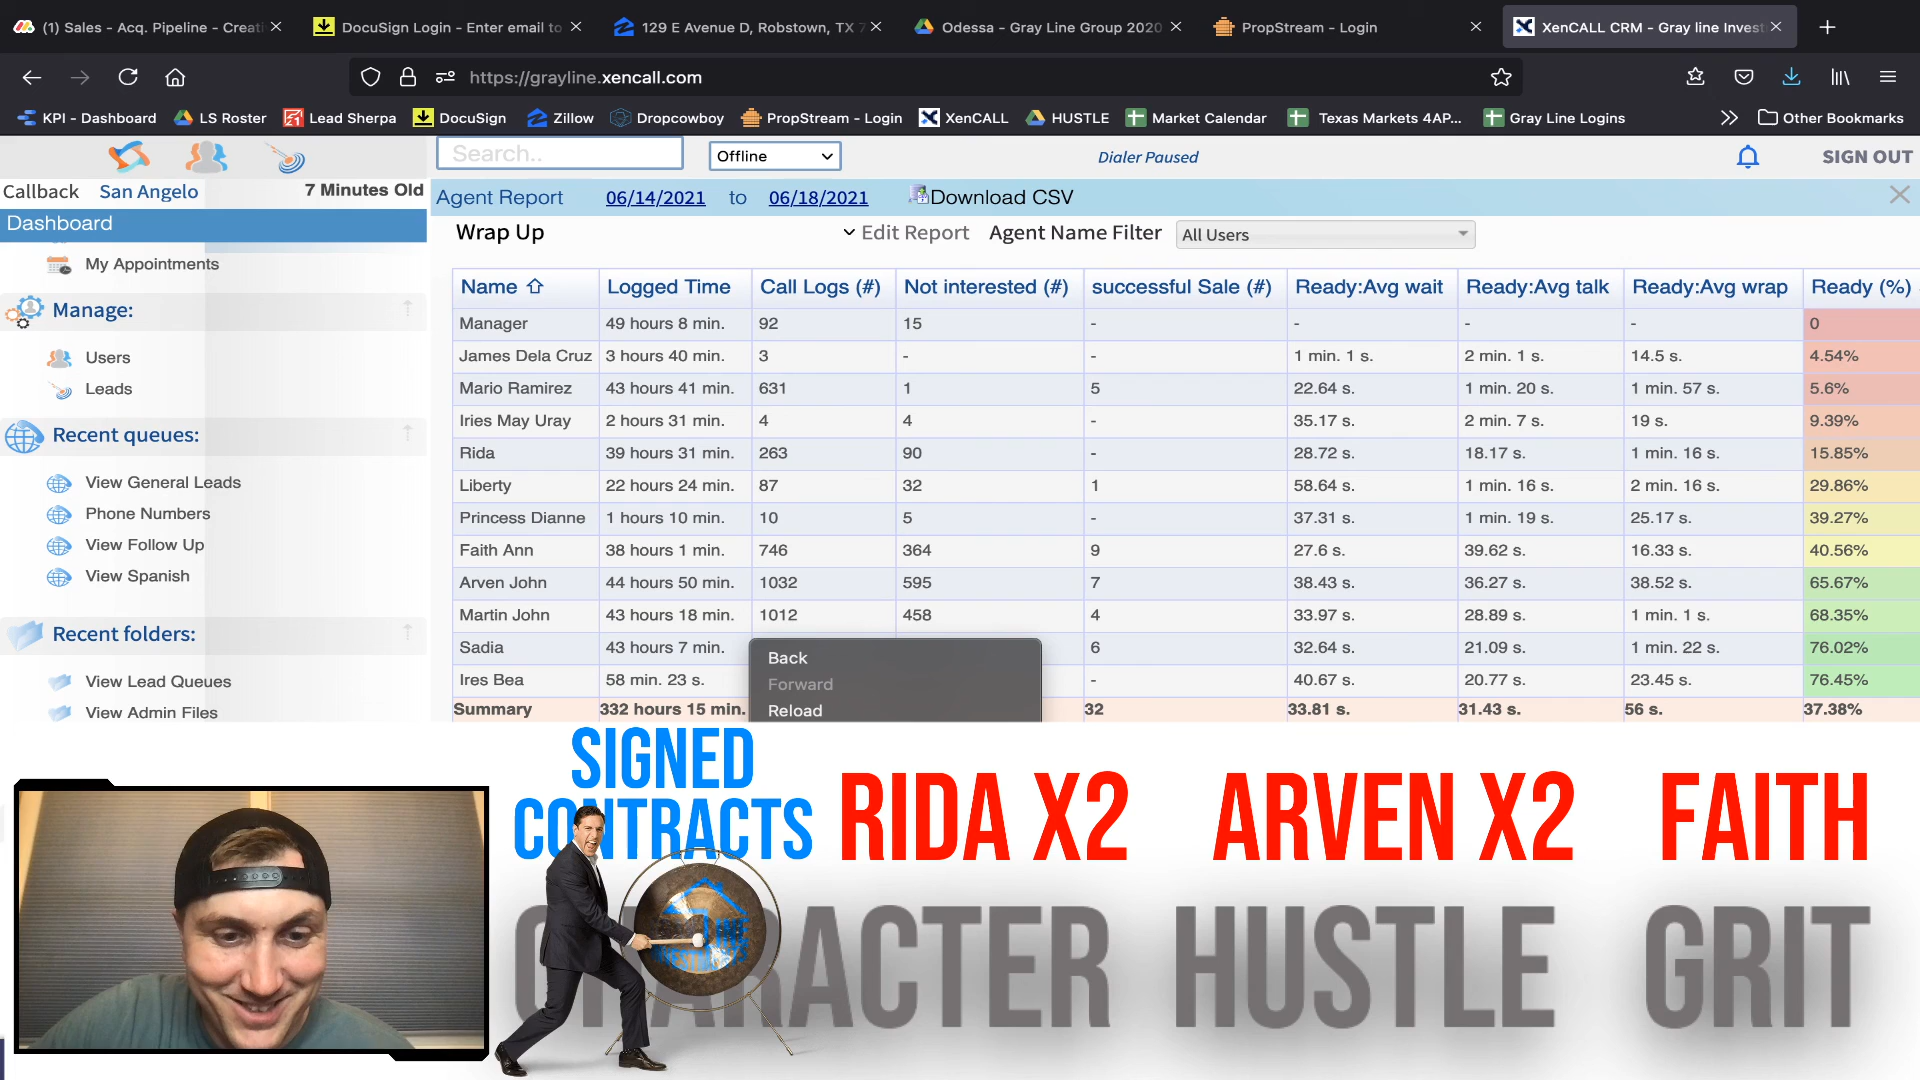 (1) Sales - Acq. Pipeline - Creati
DocuSign Login - Enter email to
129 E Avenue D, Robstown, TX 7
Odessa - Gray Line Group 2020
PropStream - Login
XenCALL CRM - Gray line Invest
https://grayline.xencall.com
KPI - Dashboard
LS Roster
Lead Sherpa
DocuSign
Zillow
Dropcowboy
PropStream - Login
XenCALL
HUSTLE
Market Calendar
Texas Markets 4AP...
Gray Line Logins
Other Bookmarks
Search..
Offline
Dialer Paused
SIGN OUT
Callback San Angelo 7 Minutes Old
Agent Report 06/14/2021 to 06/18/2021 Download CSV
Dashboard
My Appointments
Manage:
Users
Leads
Recent queues:
View General Leads
Phone Numbers
View Follow Up
View Spanish
Recent folders:
View Lead Queues
View Admin Files
Wrap Up Edit Report Agent Name Filter All Users
Name Logged Time Call Logs (#) Not interested (#) successful Sale (#) Ready:Avg wait Ready:Avg talk Ready:Avg wrap Ready (%)
Manager 49 hours 8 min. 92 15 - - - - 0
James Dela Cruz 3 hours 40 min. 3 - - 1 min. 1 s. 2 min. 1 s. 14.5 s. 4.54%
Mario Ramirez 43 hours 41 min. 631 1 5 22.64 s. 1 min. 20 s. 1 min. 57 s. 5.6%
Iries May Uray 2 hours 31 min. 4 4 - 35.17 s. 2 min. 7 s. 19 s. 9.39%
Rida 39 hours 31 min. 263 90 - 28.72 s. 18.17 s. 1 min. 16 s. 15.85%
Liberty 22 hours 24 min. 87 32 1 58.64 s. 1 min. 16 s. 2 min. 16 s. 29.86%
Princess Dianne 1 hours 10 min. 10 5 - 37.31 s. 1 min. 19 s. 25.17 s. 39.27%
Faith Ann 38 hours 1 min. 746 364 9 27.6 s. 39.62 s. 16.33 s. 40.56%
Arven John 44 hours 50 min. 1032 595 7 38.43 s. 36.27 s. 38.52 s. 65.67%
Martin John 43 hours 18 min. 1012 458 4 33.97 s. 28.89 s. 1 min. 1 s. 68.35%
Sadia 43 hours 7 min. 6 32.64 s. 21.09 s. 1 min. 22 s. 76.02%
Ires Bea 58 min. 23 s. - 40.67 s. 20.77 s. 23.45 s. 76.45%
Summary 332 hours 15 min. 32 33.81 s. 31.43 s. 56 s. 37.38%
Back
Forward
Reload
SIGNED
CONTRACTS
RIDA X2 ARVEN X2 FAITH
CHARACTER HUSTLE GRIT